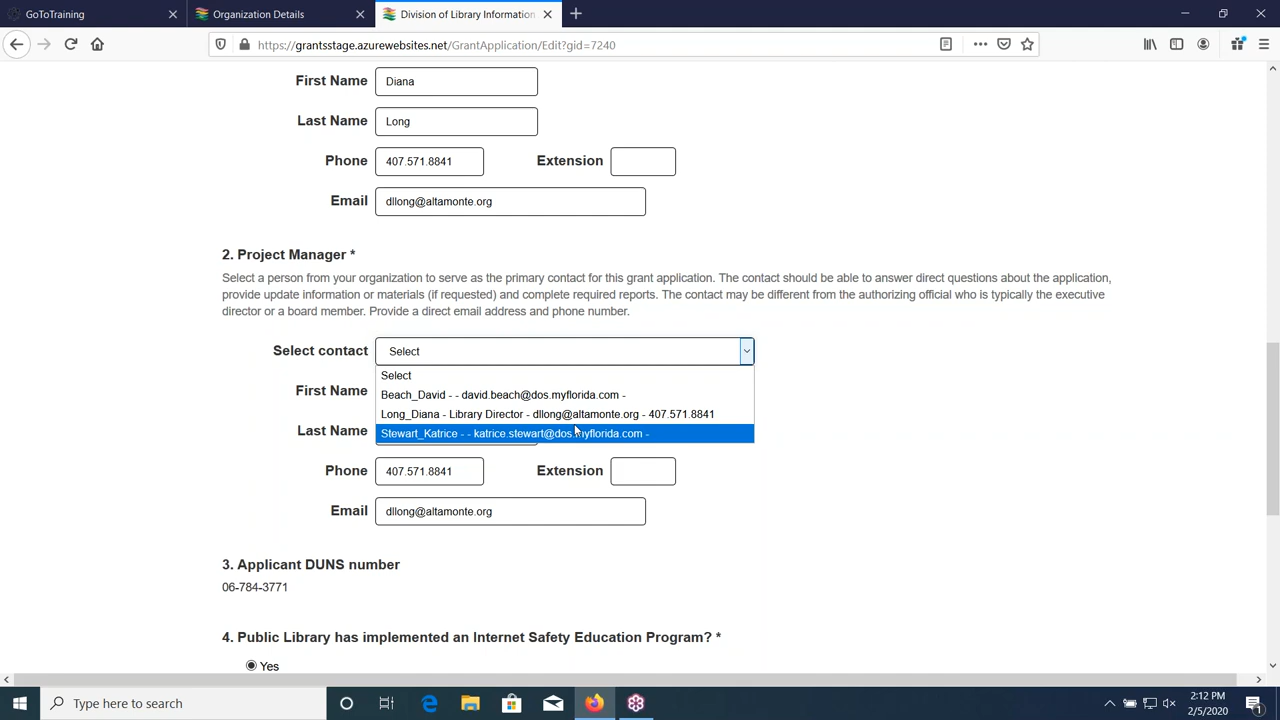 GoToTraining
Organization Details
Division of Library Information
https://grantsstage.azurewebsites.net/GrantApplication/Edit?gid=7240
First Name Diana
Last Name Long
Phone 407.571.8841 Extension
Email dllong@altamonte.org
2. Project Manager *
Select a person from your organization to serve as the primary contact for this grant application. The contact should be able to answer direct questions about the application,
provide update information or materials (if requested) and complete required reports. The contact may be different from the authorizing official who is typically the executive
director or a board member. Provide a direct email address and phone number.
Select contact Select
Select
First Name
Beach_David - - david.beach@dos.myflorida.com -
Long_Diana - Library Director - dllong@altamonte.org - 407.571.8841
Last Name
Stewart_Katrice - - katrice.stewart@dos.myflorida.com -
Phone 407.571.8841 Extension
Email dllong@altamonte.org
3. Applicant DUNS number
06-784-3771
4. Public Library has implemented an Internet Safety Education Program? *
Yes
Type here to search
2:12 PM
2/5/2020
1